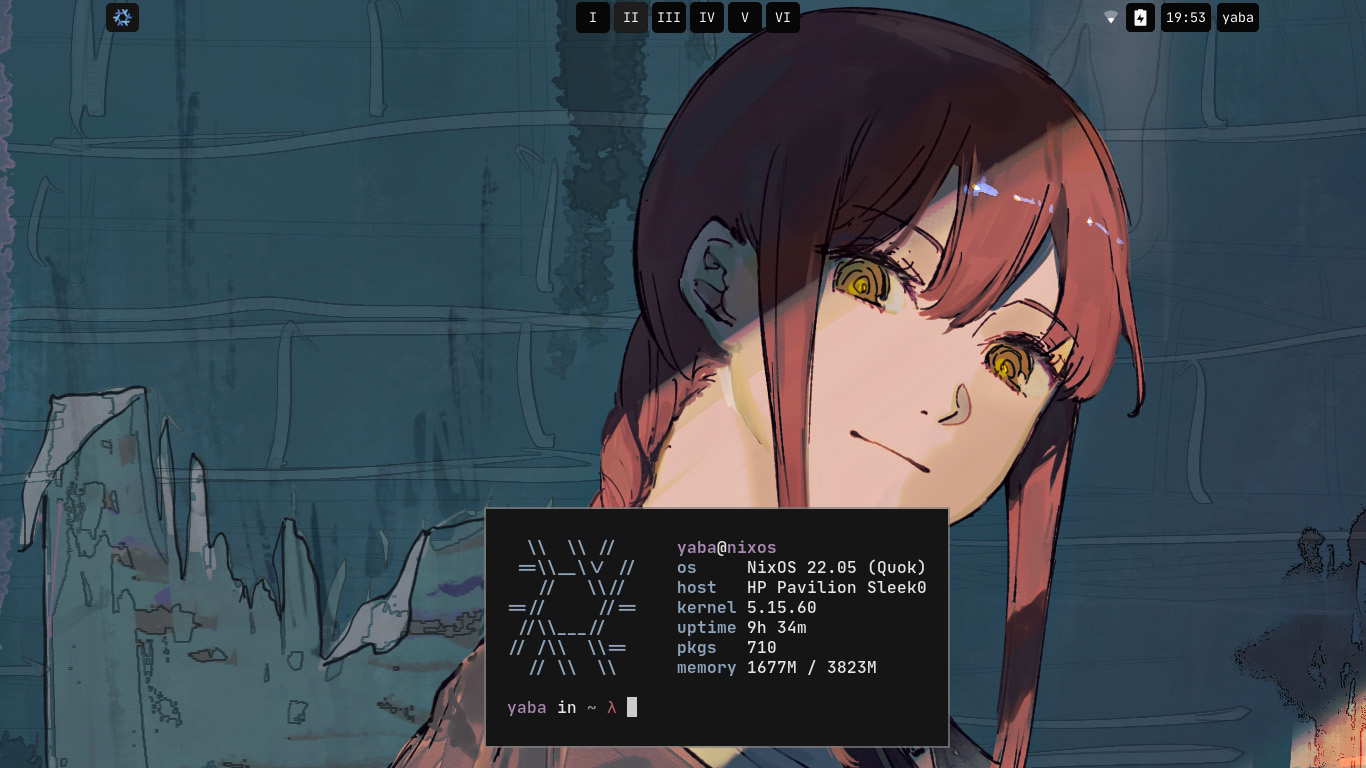 I II III IV V VI 19:53 yaba
yaba@nixos
os NixOS 22.05 (Quok)
host HP Pavilion Sleek0
kernel 5.15.60
uptime 9h 34m
pkgs 710
memory 1677M / 3823M
yaba in ~ λ